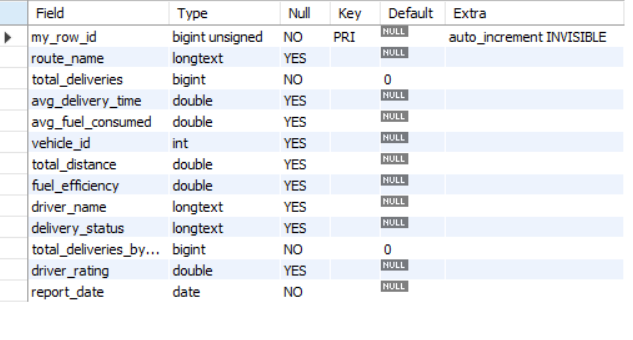 Field Type Null Key Default Extra
my_row_id bigint unsigned NO PRI NULL auto_increment INVISIBLE
route_name longtext YES NULL
total_deliveries bigint NO 0
avg_delivery_time double YES NULL
avg_fuel_consumed double YES NULL
vehicle_id int YES NULL
total_distance double YES NULL
fuel_efficiency double YES NULL
driver_name longtext YES NULL
delivery_status longtext YES NULL
total_deliveries_by... bigint NO 0
driver_rating double YES NULL
report_date date NO NULL